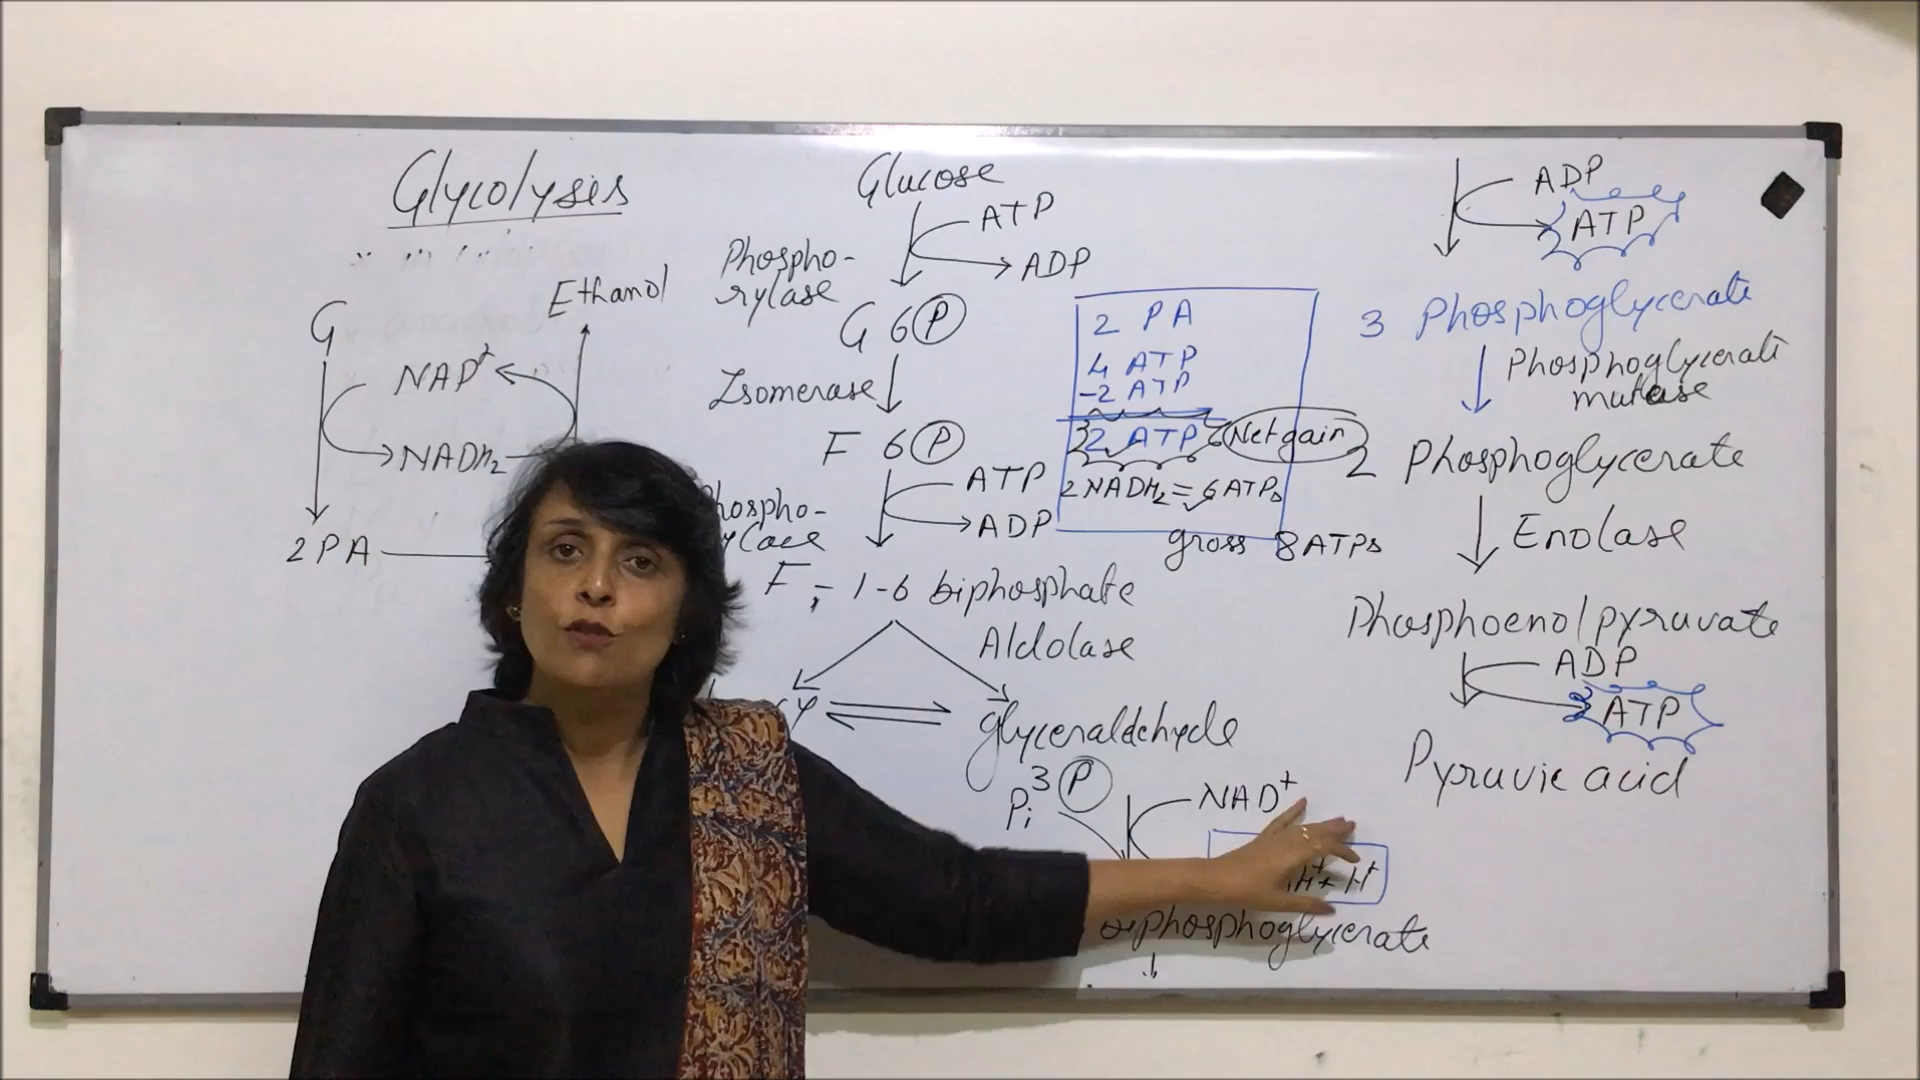 Glycolysis
G
NAD⁺
NADH₂
2PA
Ethanol
Glucose
ATP
ADP
Phospho-
rylase
G 6 P
Isomerase
F 6 P
ATP
ADP
F, - 1-6 biphosphate
Aldolase
glyceraldehyde
3 P
Pi
NAD⁺
H⁺
biphosphoglycerate
2 PA
4 ATP
-2 ATP
2 ATP Net gain
2 NADH₂ = 6 ATPs
gross 8 ATPs
ADP
ATP
3 Phosphoglycerate
Phosphoglycerate
mutase
2 Phosphoglycerate
Enolase
Phosphoenolpyruvate
ADP
2 ATP
Pyruvic acid